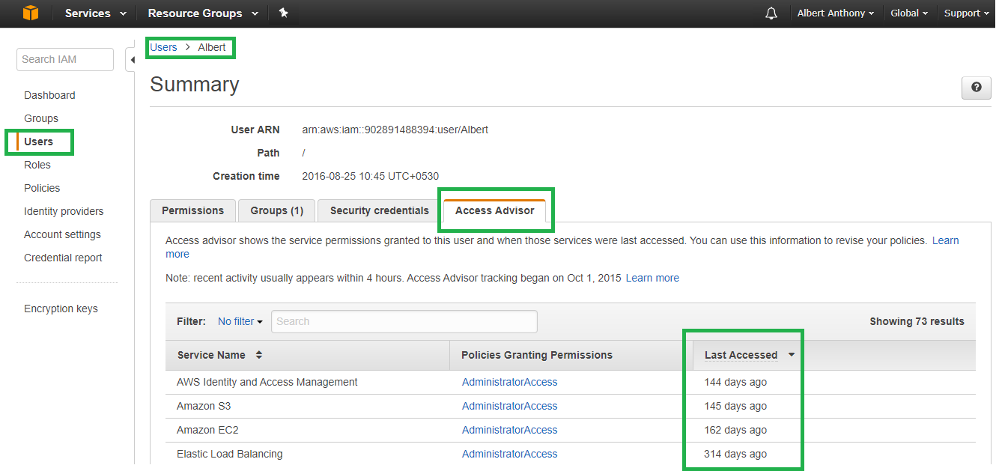 Services Resource Groups Albert Anthony Global Support
Search IAM
Dashboard
Groups
Users
Roles
Policies
Identity providers
Account settings
Credential report
Encryption keys
Users > Albert
Summary
User ARN arn:aws:iam::902891488394:user/Albert
Path /
Creation time 2016-08-25 10:45 UTC+0530
Permissions Groups (1) Security credentials Access Advisor
Access advisor shows the service permissions granted to this user and when those services were last accessed. You can use this information to revise your policies. Learn
more
Note: recent activity usually appears within 4 hours. Access Advisor tracking began on Oct 1, 2015 Learn more
Filter: No filter Search Showing 73 results
Service Name Policies Granting Permissions Last Accessed
AWS Identity and Access Management AdministratorAccess 144 days ago
Amazon S3 AdministratorAccess 145 days ago
Amazon EC2 AdministratorAccess 162 days ago
Elastic Load Balancing AdministratorAccess 314 days ago